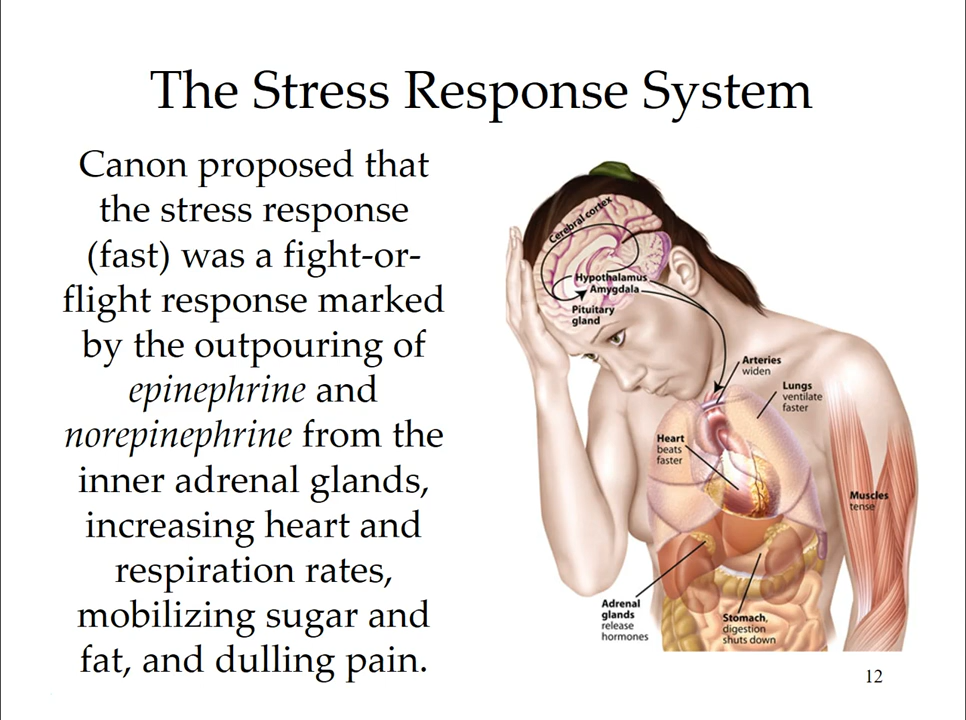 The Stress Response System
Canon proposed that
the stress response
(fast) was a fight-or-
flight response marked
by the outpouring of
epinephrine and
norepinephrine from the
inner adrenal glands,
increasing heart and
respiration rates,
mobilizing sugar and
fat, and dulling pain.
Cerebral cortex
Hypothalamus
Amygdala
Pituitary
gland
Arteries
widen
Lungs
ventilate
faster
Heart
beats
faster
Muscles
tense
Adrenal
glands
release
hormones
Stomach,
digestion
shuts down
12